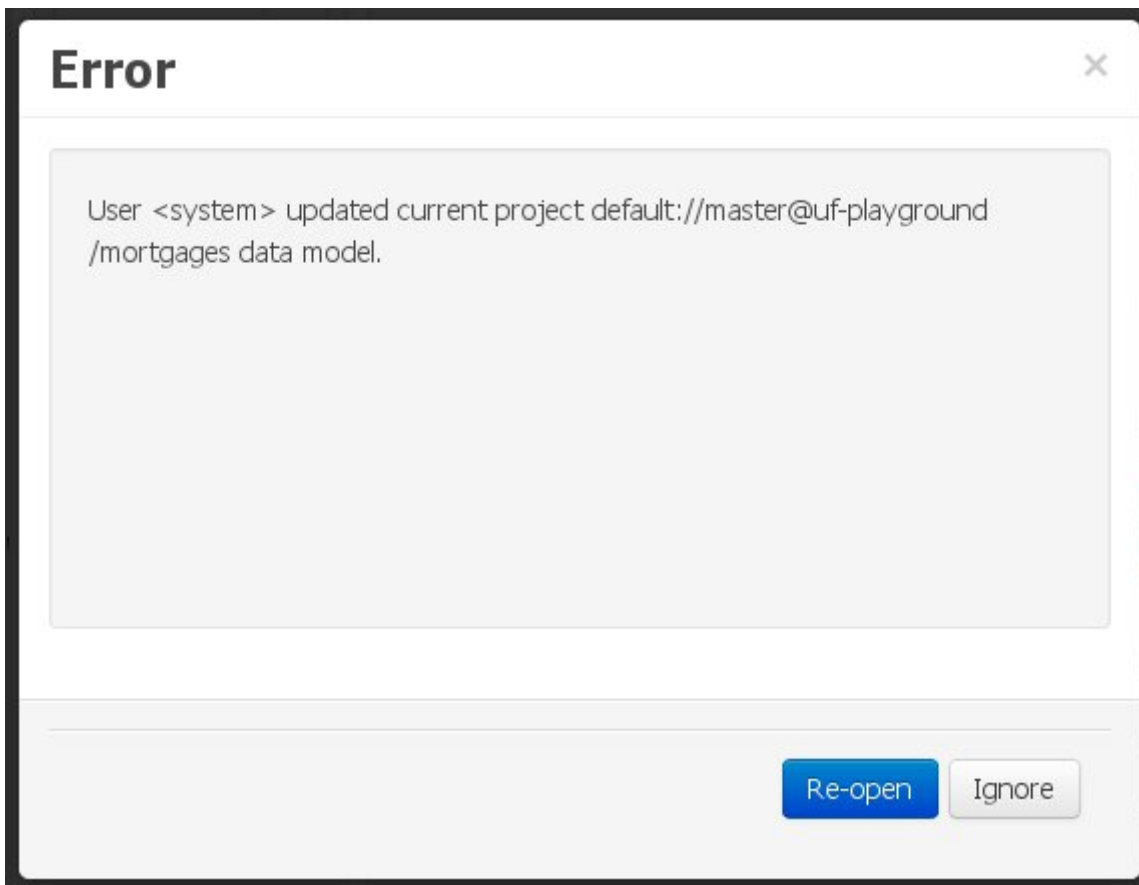 Error
×
User <system> updated current project default://master@uf-playground
/mortgages data model.
Re-open
Ignore